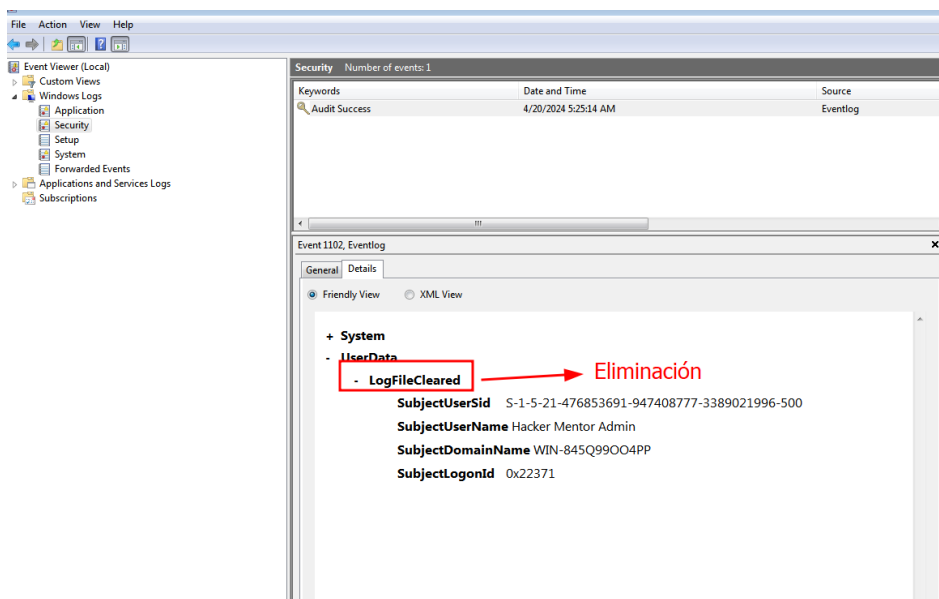 File Action View Help
Event Viewer (Local)
Custom Views
Windows Logs
Application
Security
Setup
System
Forwarded Events
Applications and Services Logs
Subscriptions
Security Number of events: 1
Keywords Date and Time Source
Audit Success 4/20/2024 5:25:14 AM Eventlog
Event 1102, Eventlog
General Details
Friendly View XML View
+ System
- UserData
- LogFileCleared
Eliminación
SubjectUserSid S-1-5-21-476853691-947408777-3389021996-500
SubjectUserName Hacker Mentor Admin
SubjectDomainName WIN-845Q99OO4PP
SubjectLogonId 0x22371